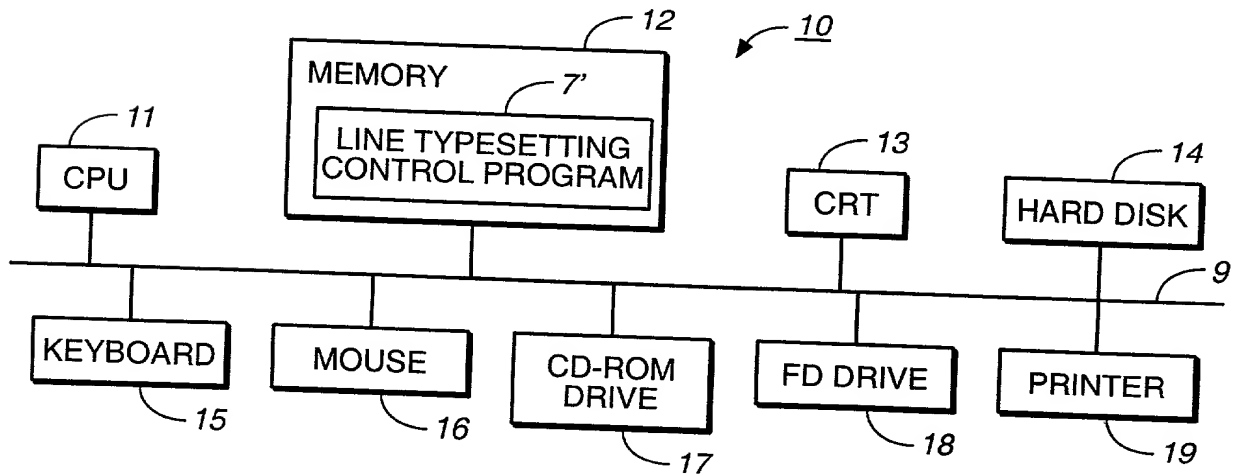 12
10
MEMORY
7'
11
13
14
LINE TYPESETTING
CONTROL PROGRAM
CPU
CRT
HARD DISK
9
KEYBOARD
MOUSE
CD-ROM
DRIVE
FD DRIVE
PRINTER
15
16
17
18
19